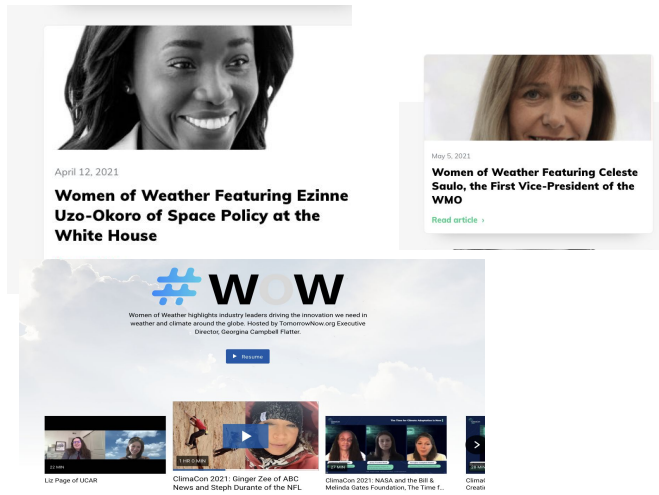 April 12, 2021
Women of Weather Featuring Ezinne
Uzo-Okoro of Space Policy at the
White House
May 5, 2021
Women of Weather Featuring Celeste
Saulo, the First Vice-President of the
WMO
Read article ›
#WOW
Women of Weather highlights industry leaders driving the innovation we need in
weather and climate around the globe. Hosted by TomorrowNow.org Executive
Director, Georgina Campbell Flatter.
Resume
22 MIN
Liz Page of UCAR
1 HR 0 MIN
ClimaCon 2021: Ginger Zee of ABC
News and Steph Durante of the NFL
27 MIN
ClimaCon 2021: NASA and the Bill &
Melinda Gates Foundation, The Time f...
Climat
Creati